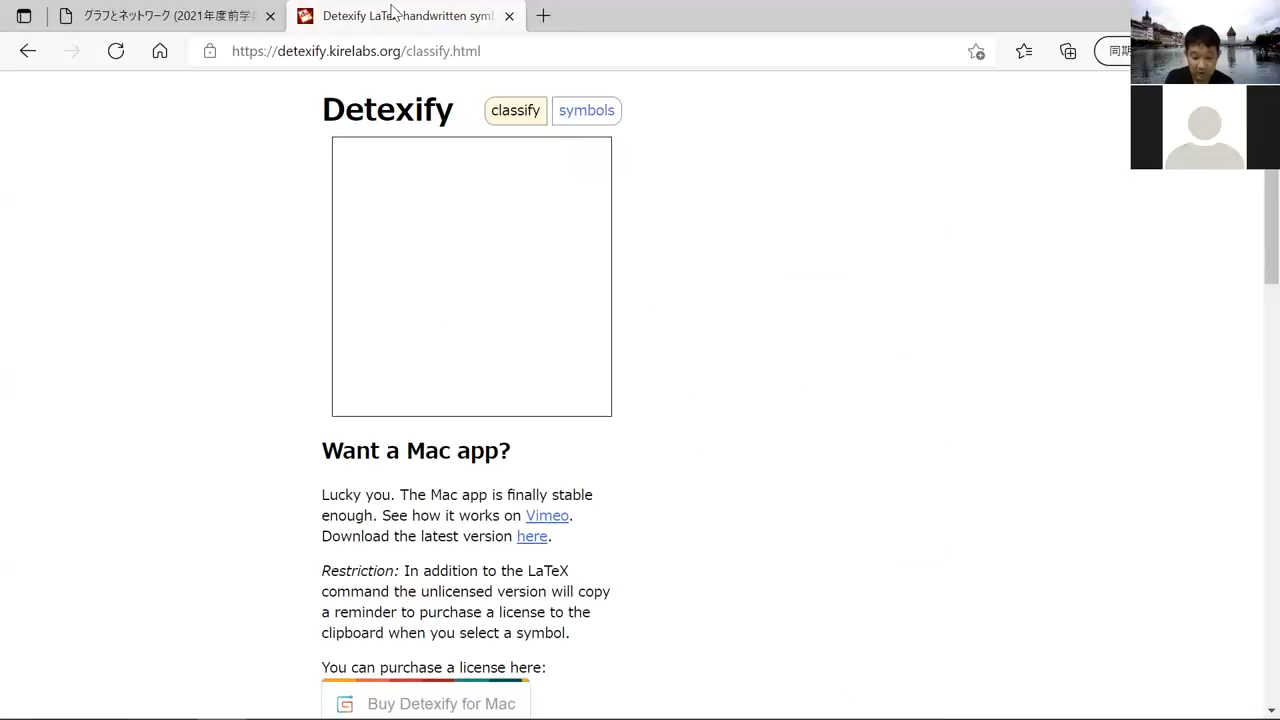 グラフとネットワーク (2021年度前学
Detexify LaTeX handwritten symb
https://detexify.kirelabs.org/classify.html
同期
Detexify
classify
symbols
Want a Mac app?
Lucky you. The Mac app is finally stable
enough. See how it works on Vimeo.
Download the latest version here.
Restriction: In addition to the LaTeX
command the unlicensed version will copy
a reminder to purchase a license to the
clipboard when you select a symbol.
You can purchase a license here:
Buy Detexify for Mac